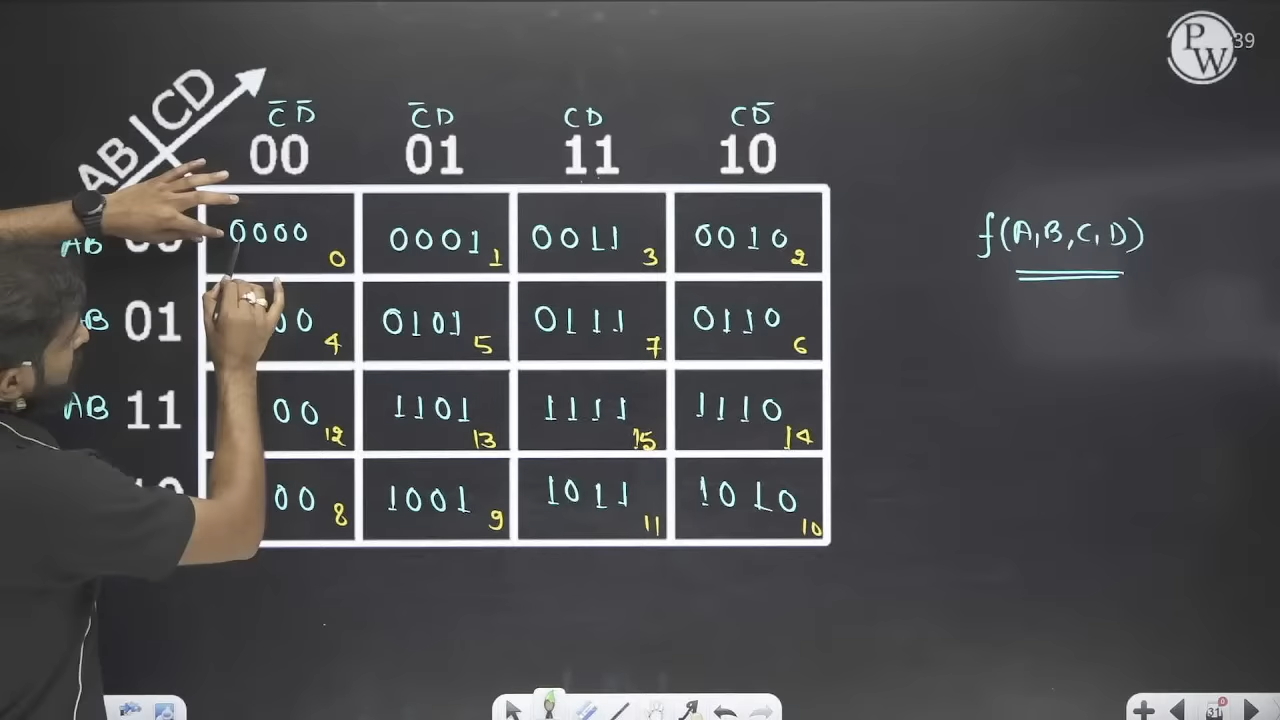 PW 39
AB CD
C̅ D̅ C̅ D C D C D̅
00 01 11 10
0000 0 0001 1 0011 3 0010 2
AB
B 01 00 4 0101 5 0111 7 0110 6
AB 11 00 12 1101 13 1111 15 1110 14
00 8 1001 9 1011 11 1010 10
f(A,B,C,D)
31